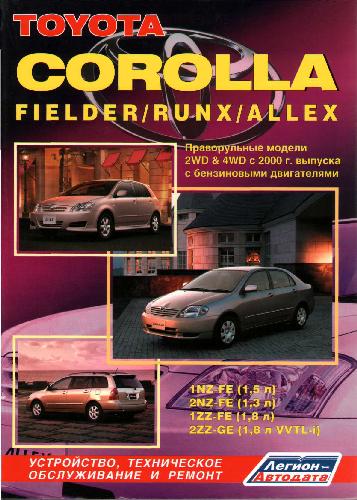 TOYOTA
COROLLA
FIELDER/RUNX/ALLEX
Праворульные модели
2WD & 4WD с 2000 г. выпуска
с бензиновыми двигателями
1NZ-FE (1,5 л)
2NZ-FE (1,3 л)
1ZZ-FE (1,8 л)
2ZZ-GE (1,8 л VVTL-i)
ALLEX
УСТРОЙСТВО, ТЕХНИЧЕСКОЕ
ОБСЛУЖИВАНИЕ И РЕМОНТ
Легион-
Автодата